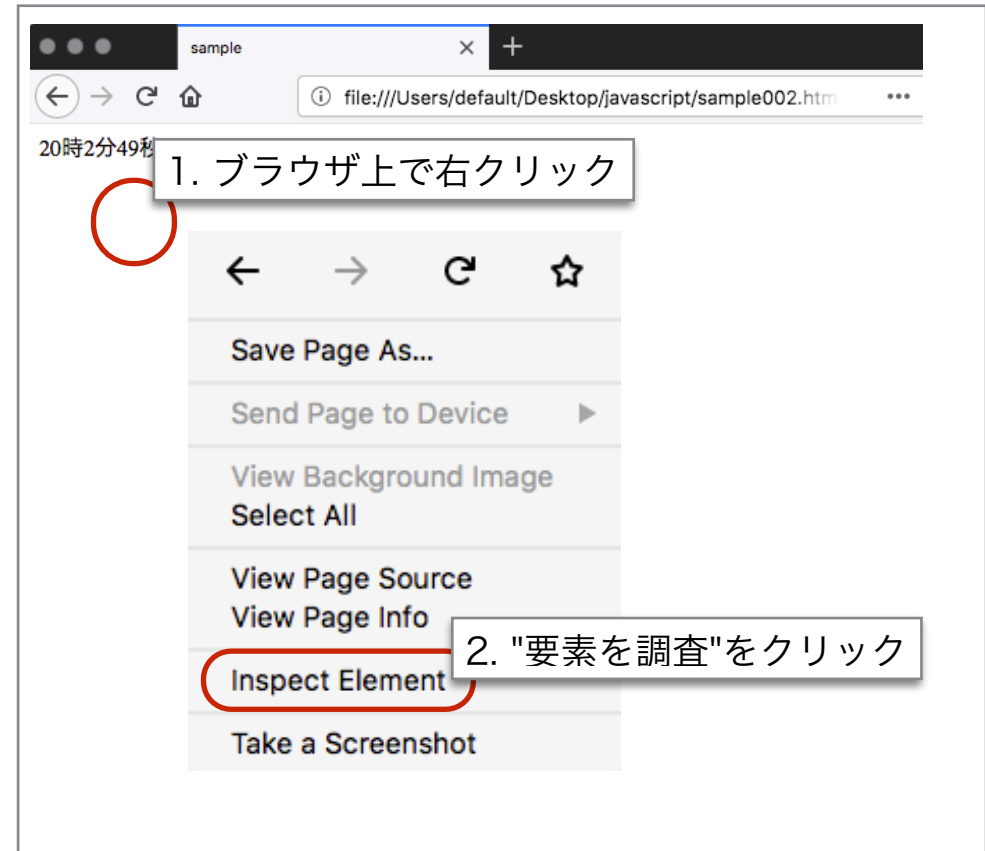 sample
file:///Users/default/Desktop/javascript/sample002.htm
20時2分49秒
1. ブラウザ上で右クリック
Save Page As...
Send Page to Device
View Background Image
Select All
View Page Source
View Page Info
2. "要素を調査"をクリック
Inspect Element
Take a Screenshot